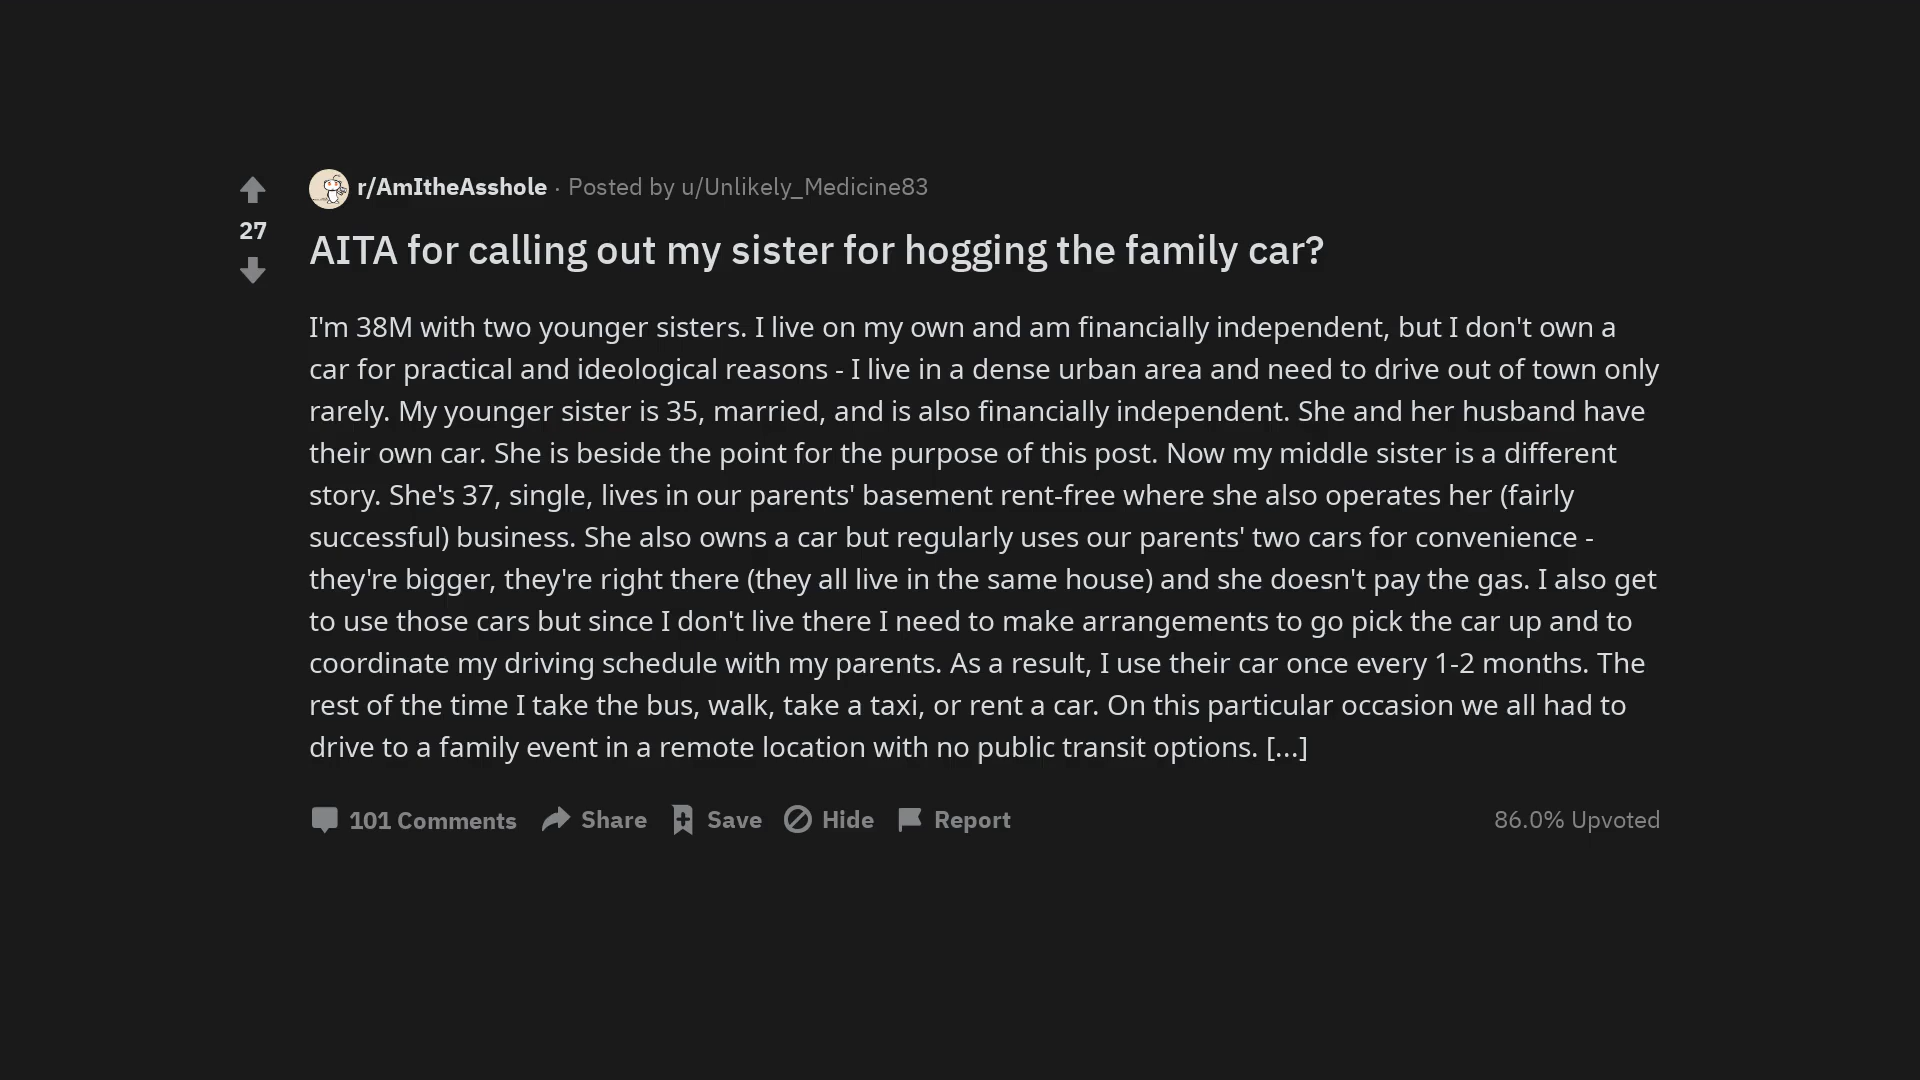 r/AmItheAsshole · Posted by u/Unlikely_Medicine83
27
AITA for calling out my sister for hogging the family car?
I'm 38M with two younger sisters. I live on my own and am financially independent, but I don't own a
car for practical and ideological reasons - I live in a dense urban area and need to drive out of town only
rarely. My younger sister is 35, married, and is also financially independent. She and her husband have
their own car. She is beside the point for the purpose of this post. Now my middle sister is a different
story. She's 37, single, lives in our parents' basement rent-free where she also operates her (fairly
successful) business. She also owns a car but regularly uses our parents' two cars for convenience -
they're bigger, they're right there (they all live in the same house) and she doesn't pay the gas. I also get
to use those cars but since I don't live there I need to make arrangements to go pick the car up and to
coordinate my driving schedule with my parents. As a result, I use their car once every 1-2 months. The
rest of the time I take the bus, walk, take a taxi, or rent a car. On this particular occasion we all had to
drive to a family event in a remote location with no public transit options. [...]
101 Comments Share Save Hide Report 86.0% Upvoted